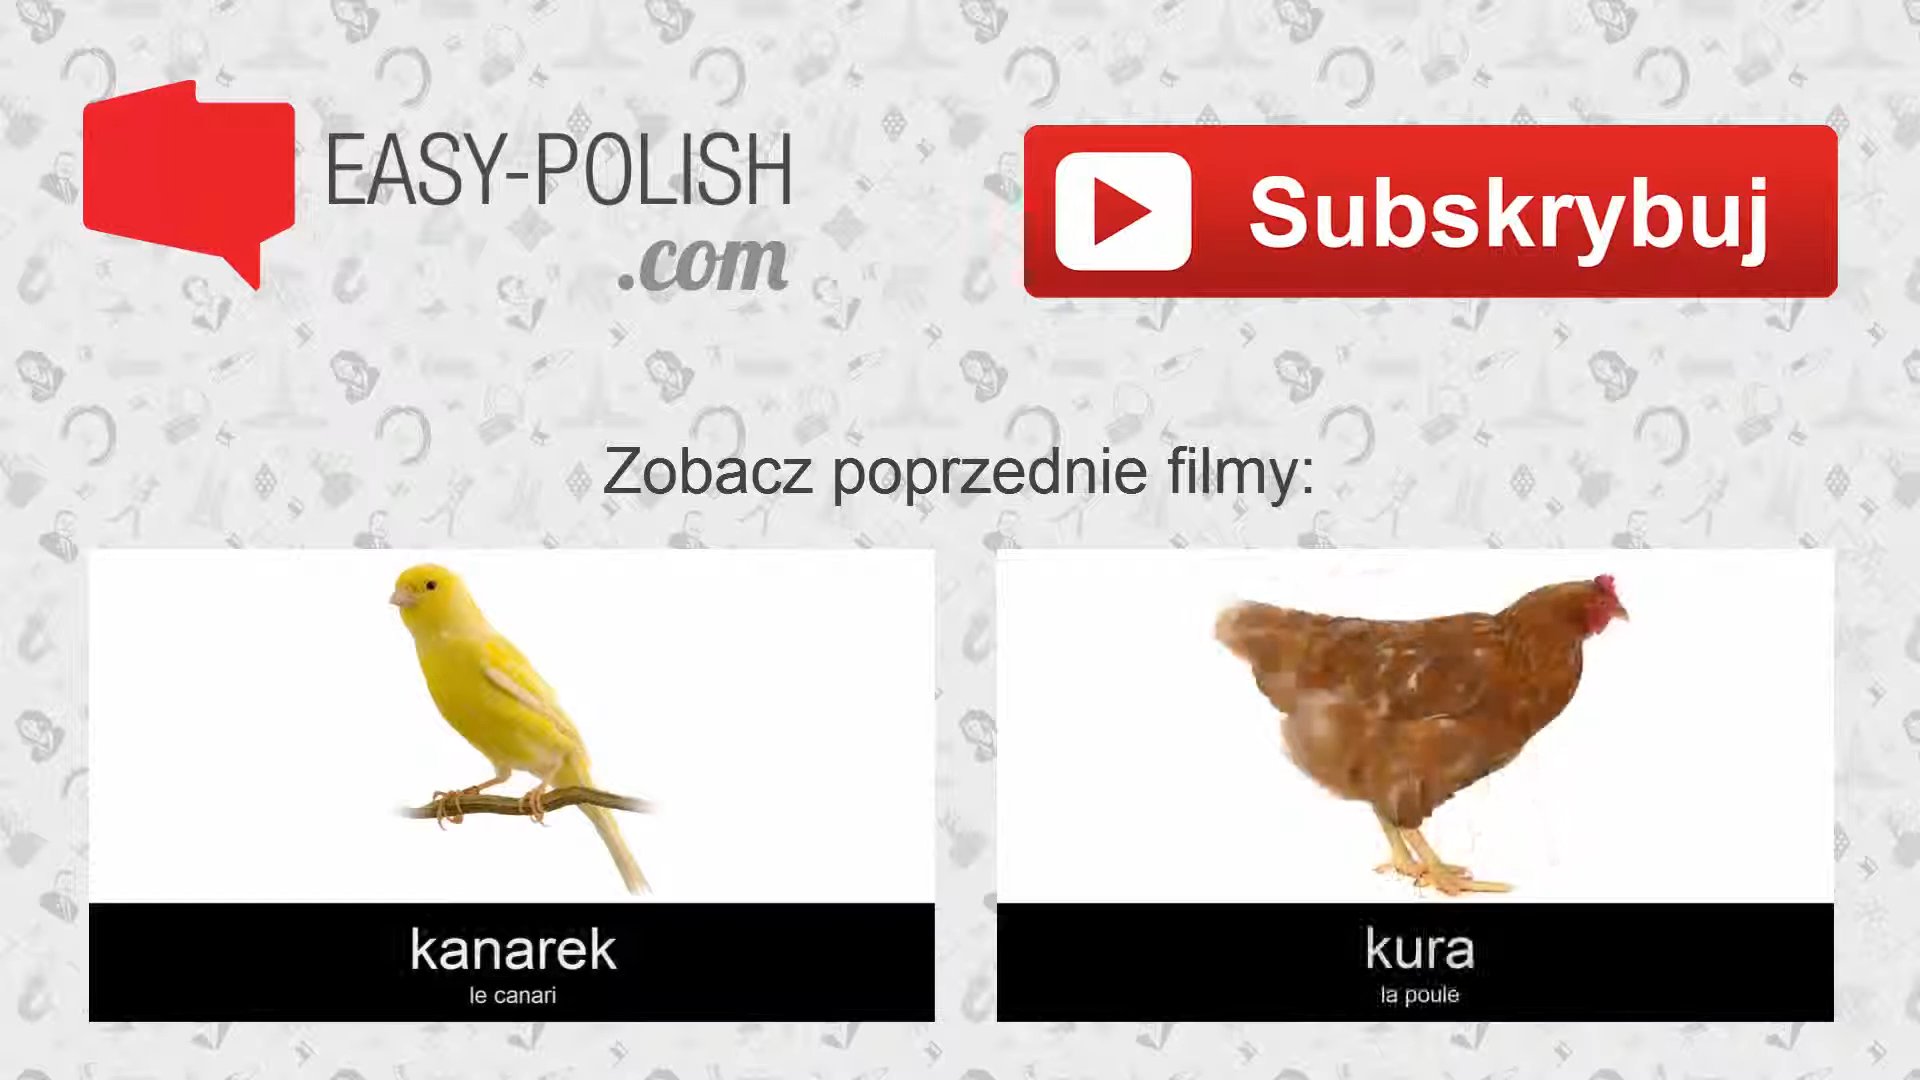 EASY-POLISH
.com
Subskrybuj
Zobacz poprzednie filmy:
kanarek
le canari
kura
la poule